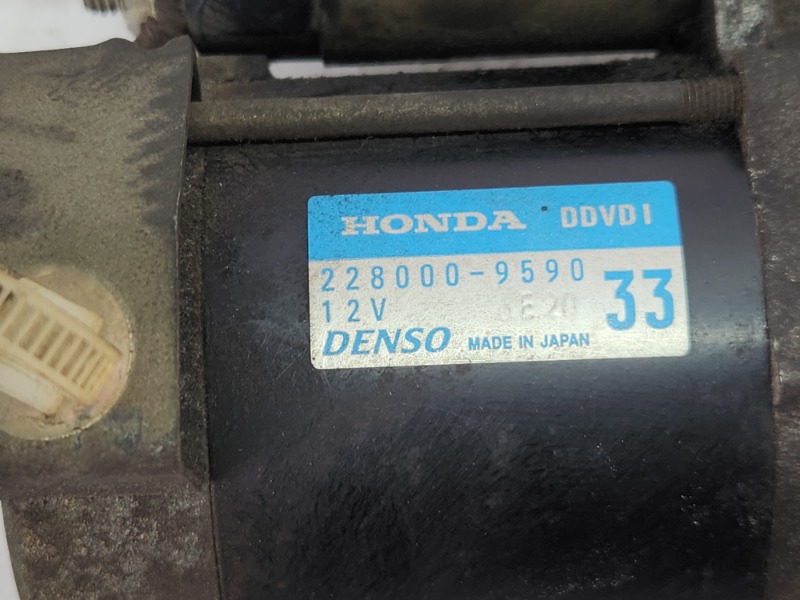 HONDA DDVD1
228000-9590
12V 33
DENSO MADE IN JAPAN